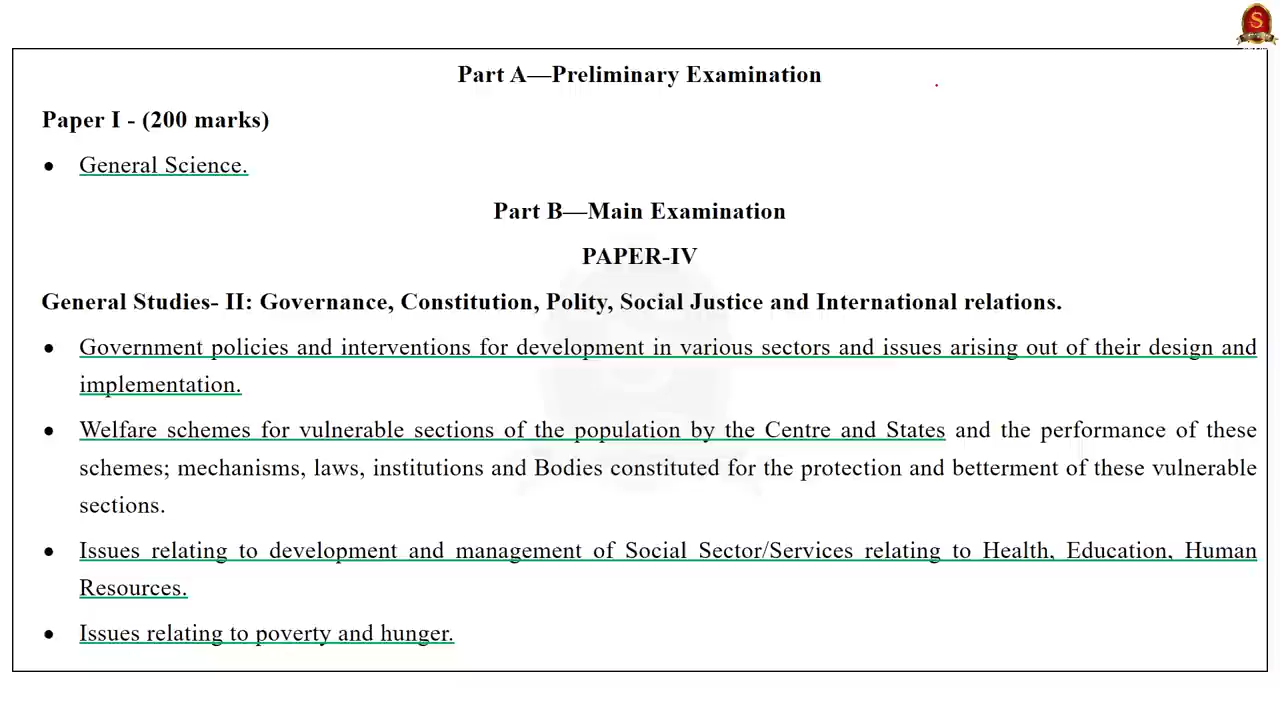 S
Part A—Preliminary Examination
Paper I - (200 marks)
• General Science.
Part B—Main Examination
PAPER-IV
General Studies- II: Governance, Constitution, Polity, Social Justice and International relations.
• Government policies and interventions for development in various sectors and issues arising out of their design and
implementation.
• Welfare schemes for vulnerable sections of the population by the Centre and States and the performance of these
schemes; mechanisms, laws, institutions and Bodies constituted for the protection and betterment of these vulnerable
sections.
• Issues relating to development and management of Social Sector/Services relating to Health, Education, Human
Resources.
• Issues relating to poverty and hunger.